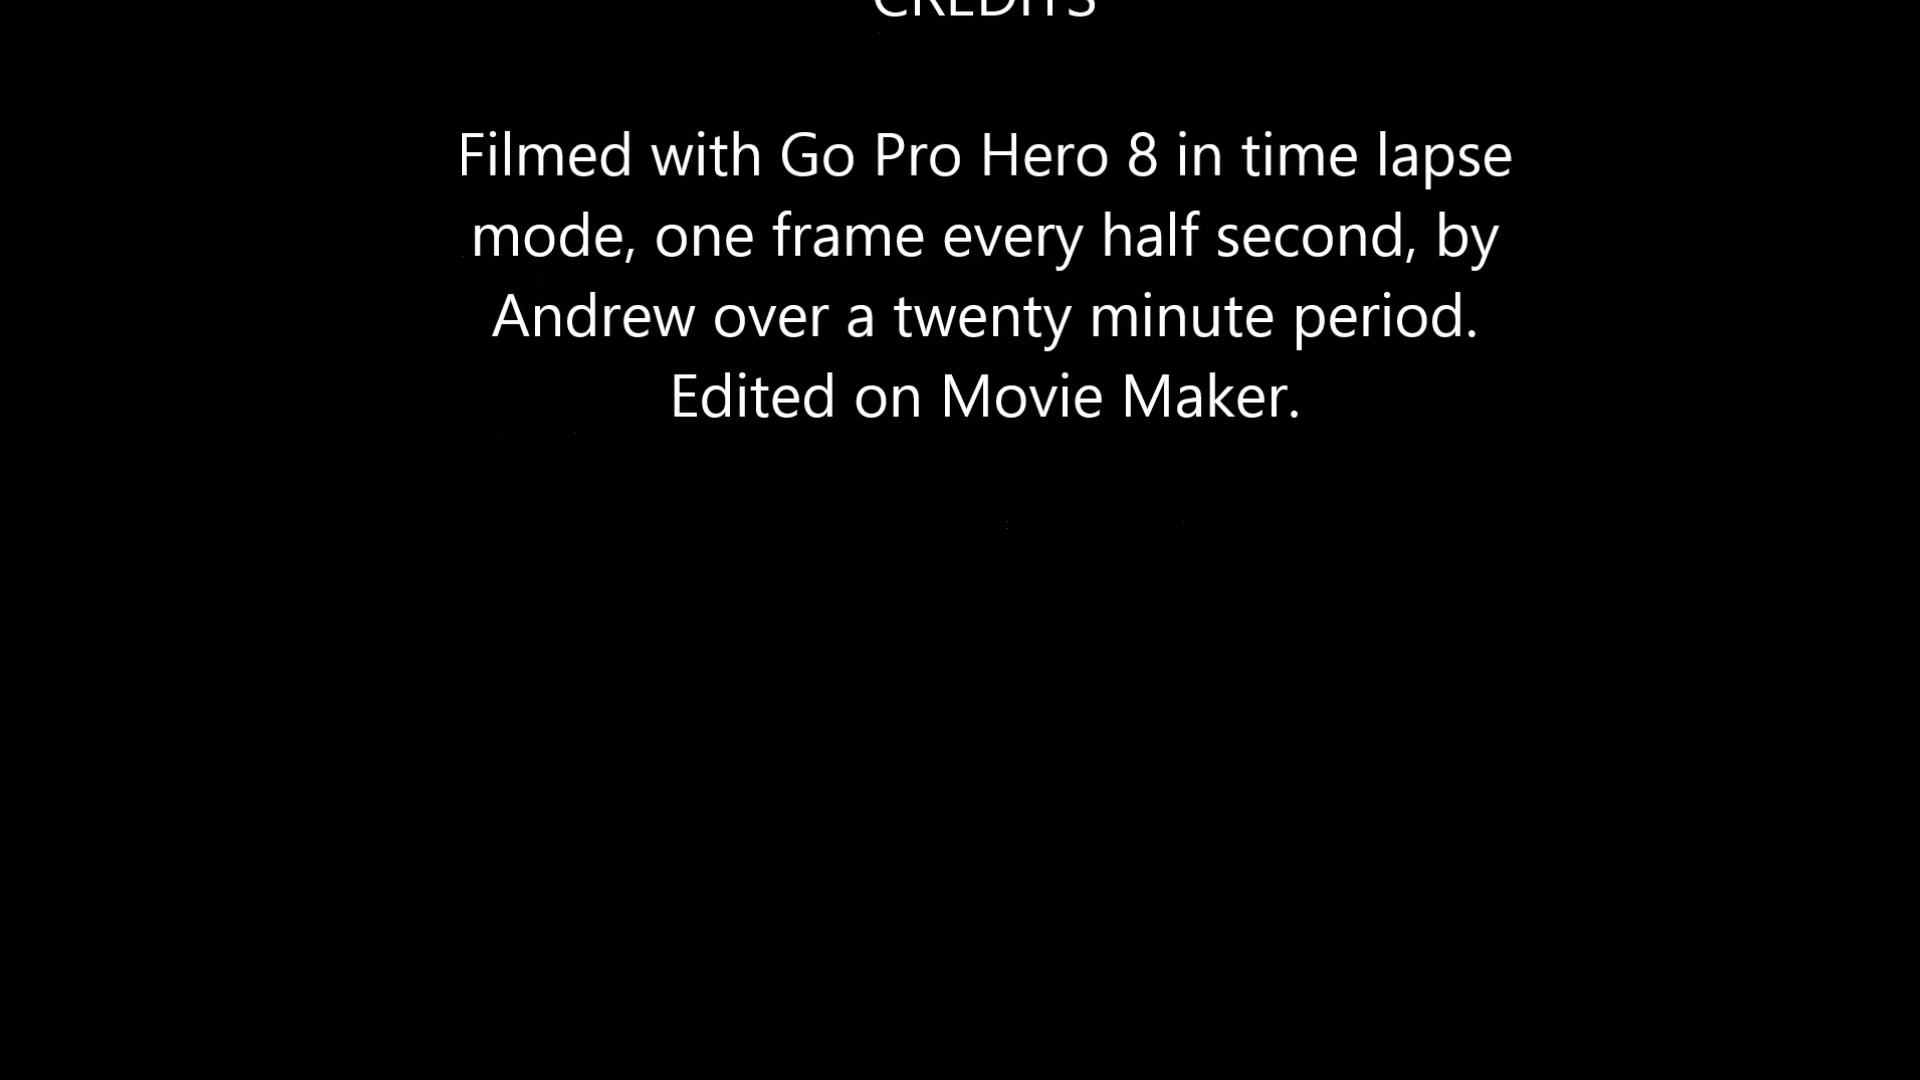 CREDITS
Filmed with Go Pro Hero 8 in time lapse
mode, one frame every half second, by
Andrew over a twenty minute period.
Edited on Movie Maker.